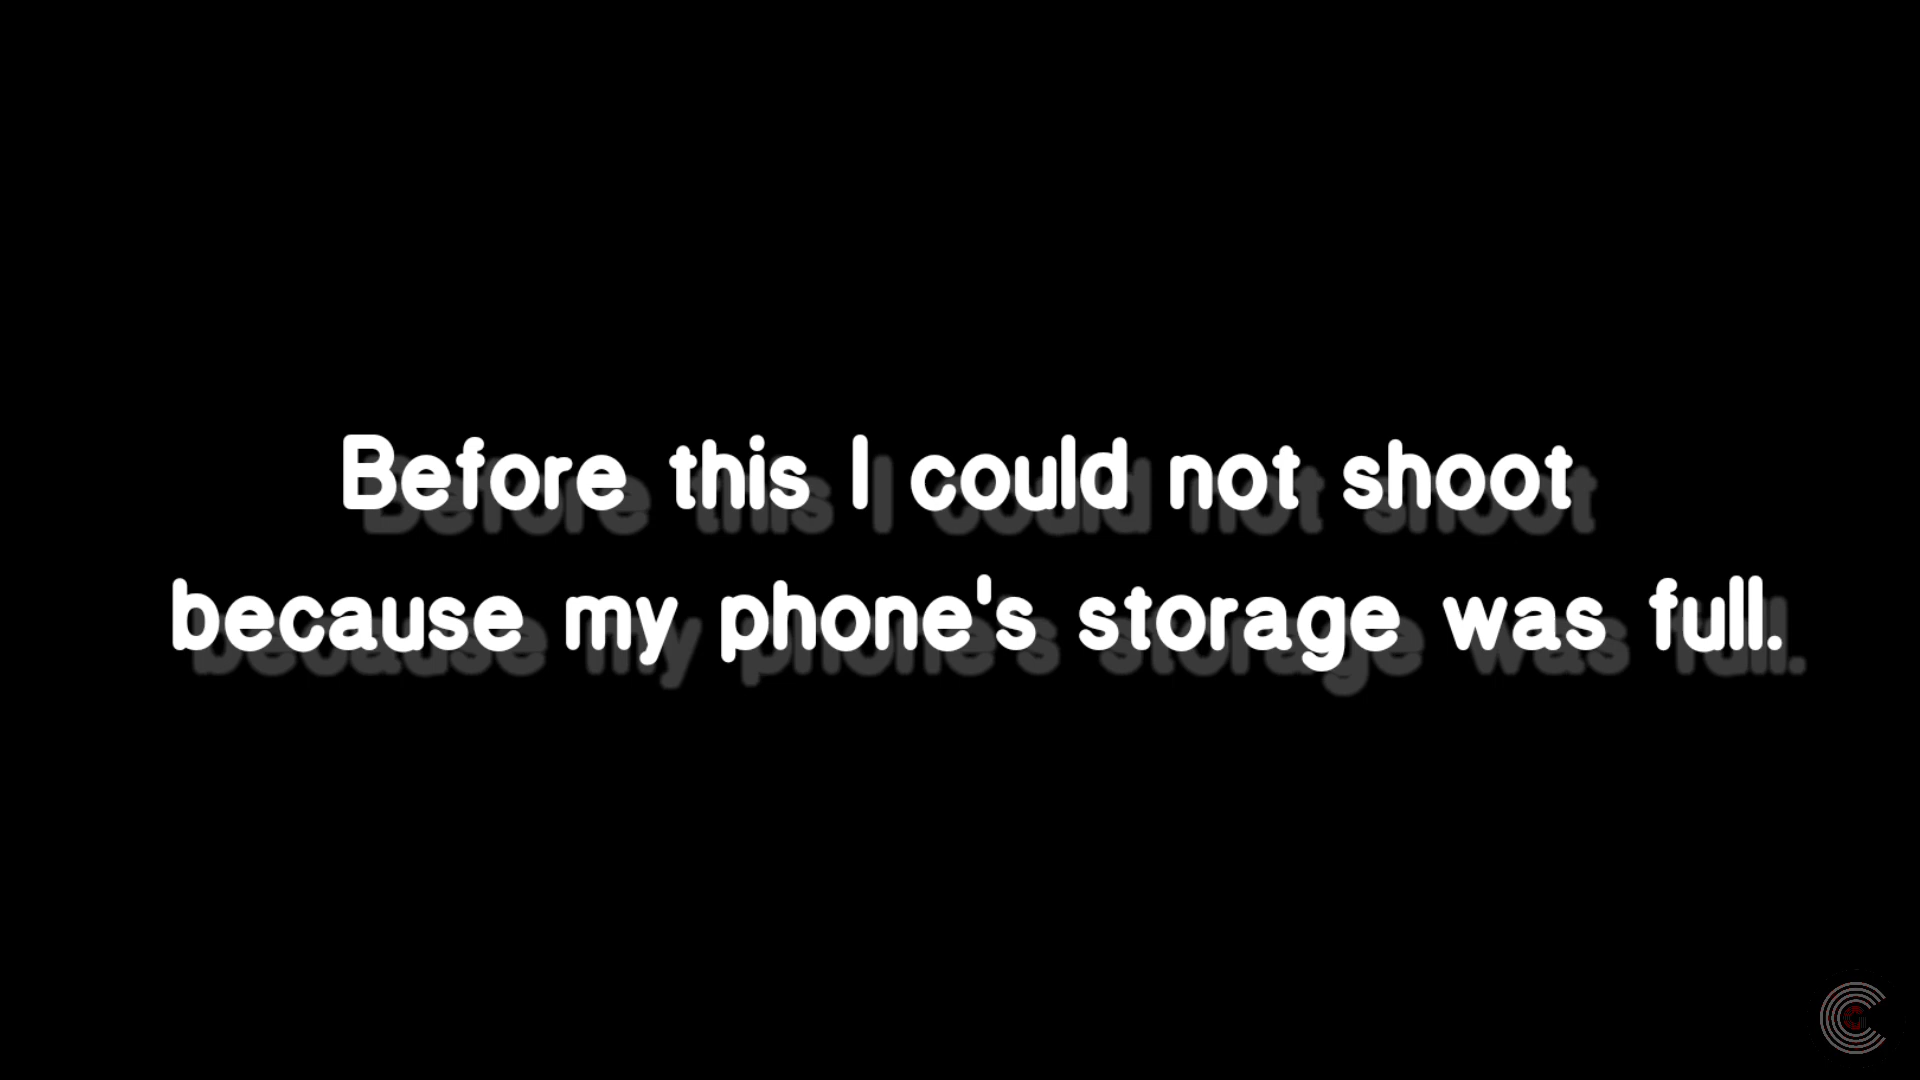 Before this I could not shoot
because my phone's storage was full.